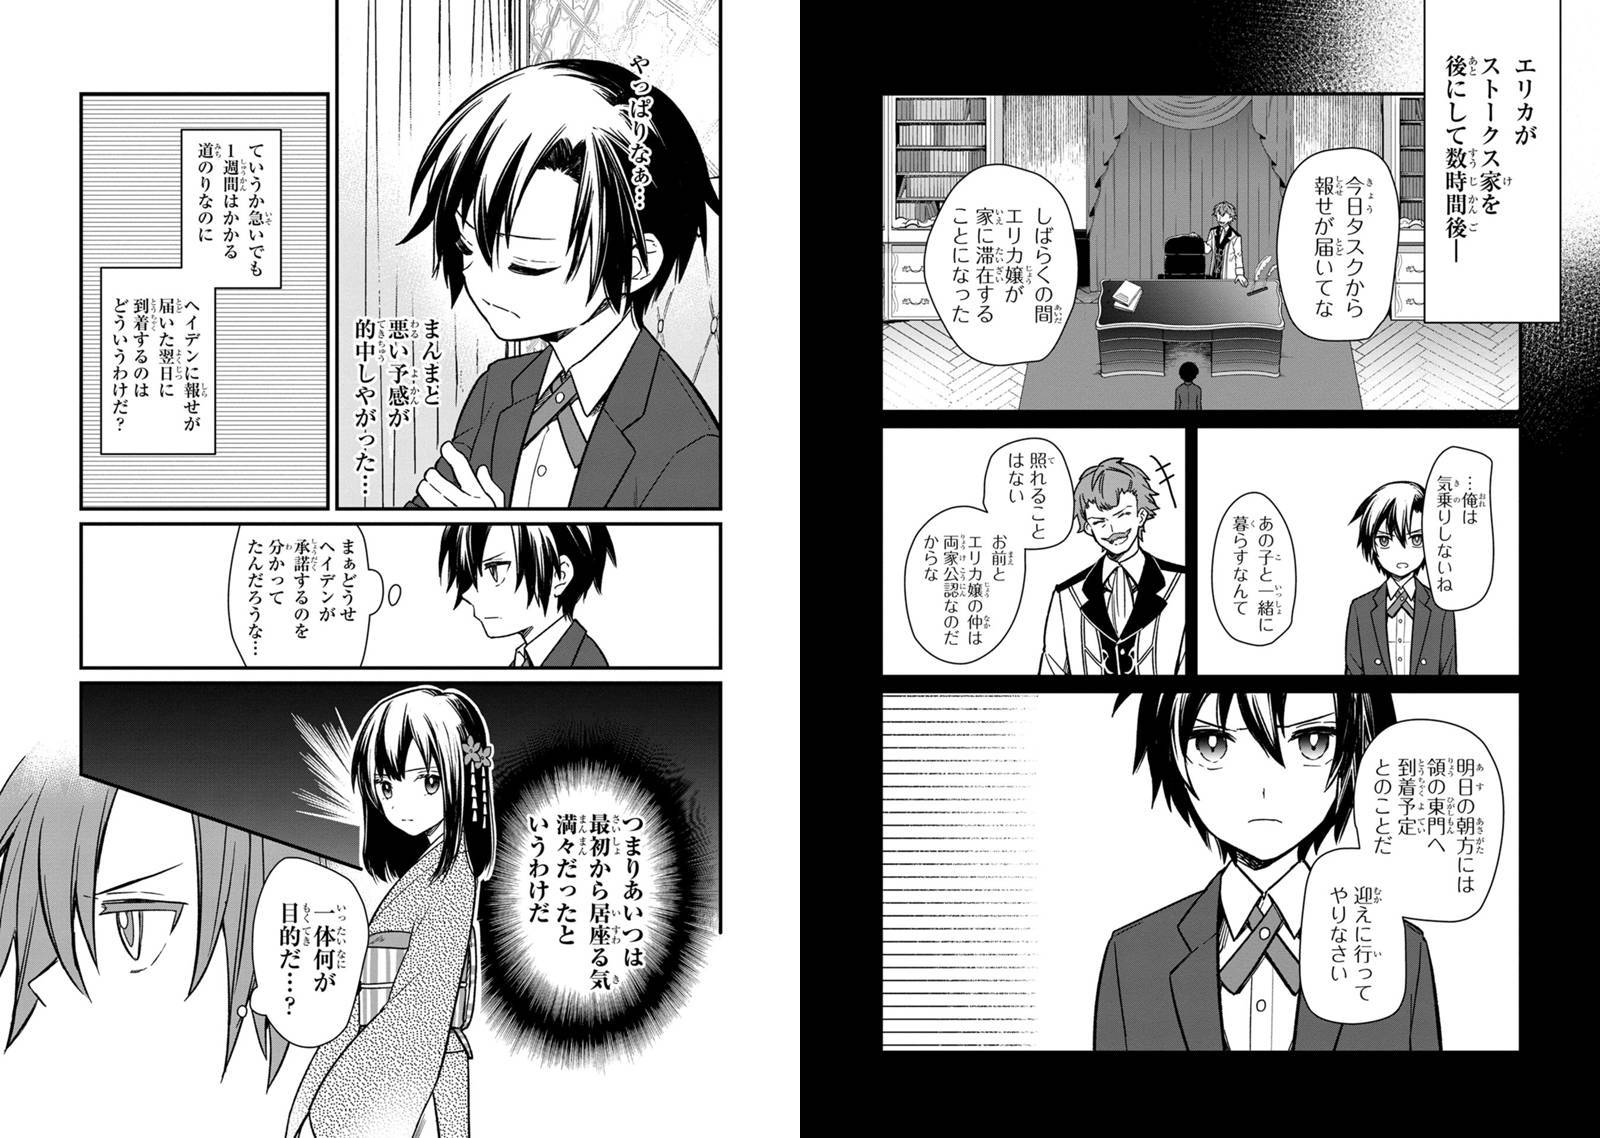 エリカが
ストークス家を
後にして数時間後―
今日タスクから
報せが届いてな
しばらくの間
エリカ嬢が
家に滞在する
ことになった
…俺は
気乗りしないね
あの子と一緒に
暮らすなんて
照れること
はない
お前と
エリカ嬢の仲は
両家公認なのだ
からな
明日の朝方には
領の東門へ
到着予定
とのことだ
迎えに行って
やりなさい
やっぱりなぁ…
まんまと
悪い予感が
的中しやがった…
ていうか急いでも
1週間はかかる
道のりなのに
ヘイデンに報せが
届いた翌日に
到着するのは
どういうわけだ?
まぁどうせ
ヘイデンが
承諾するのを
分かって
たんだろうな…
つまりあいつは
最初から居座る気
満々だったと
いうわけだ
一体何が
目的だ…?